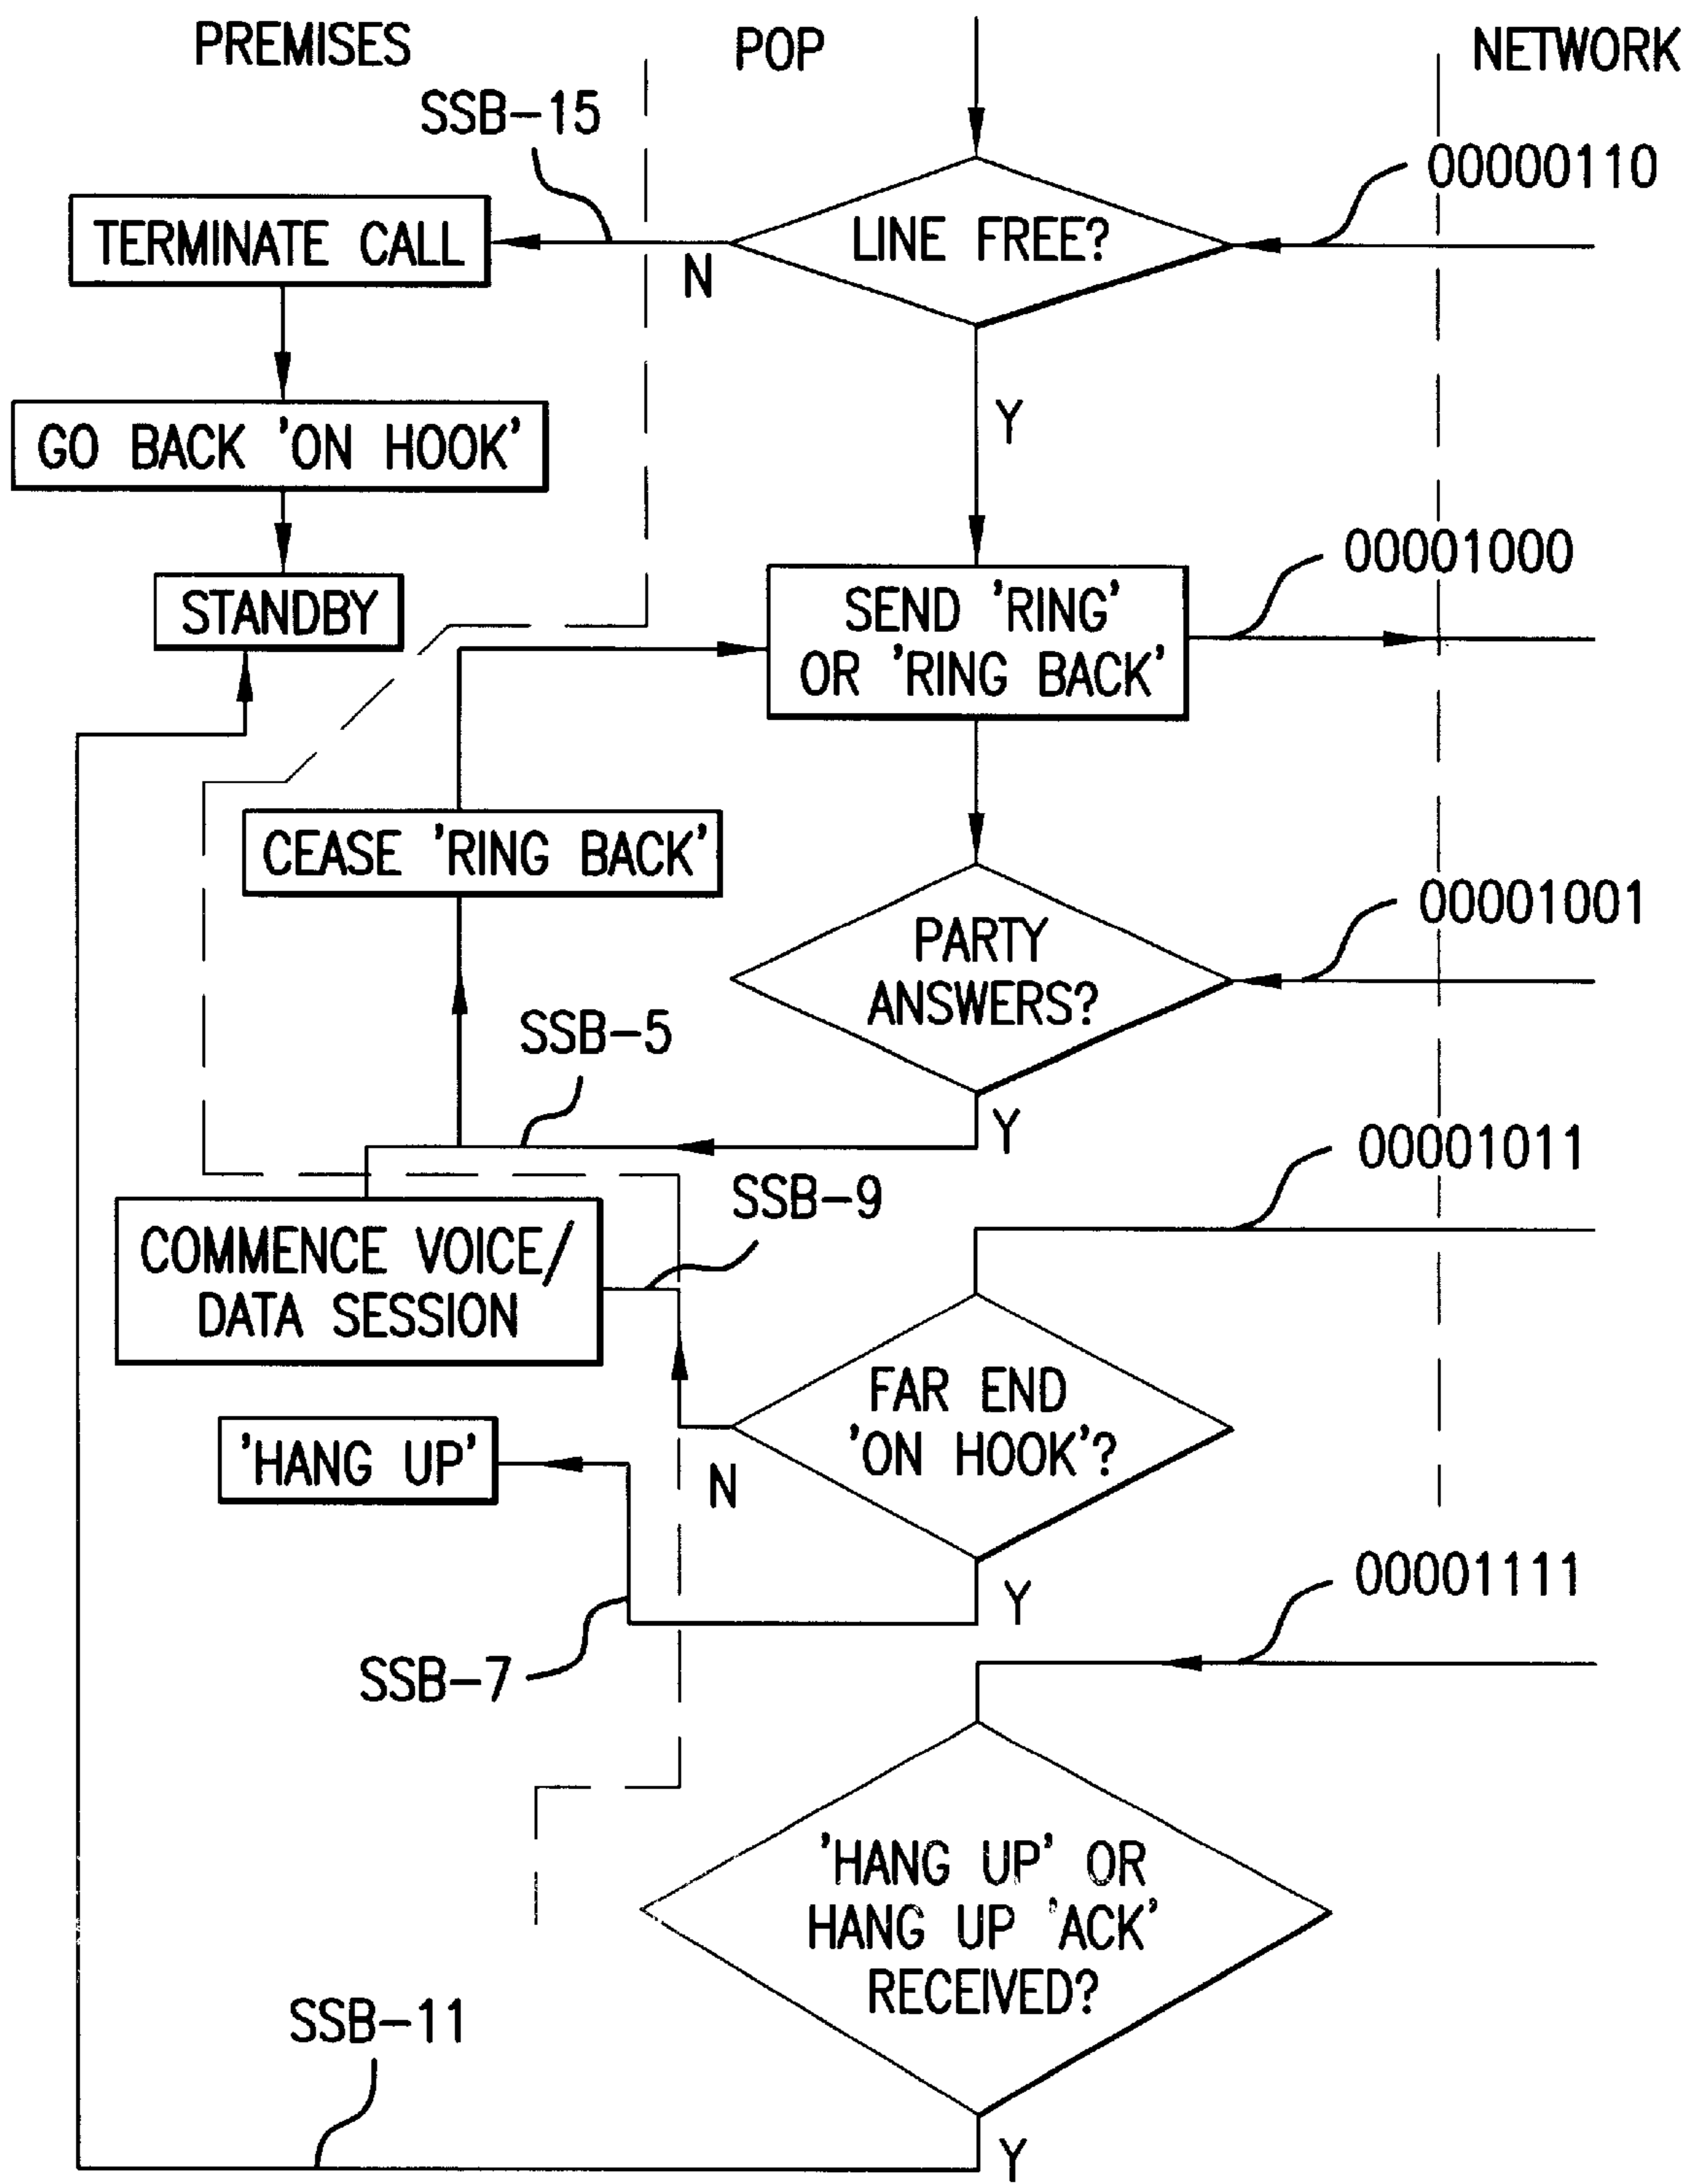 PREMISES
POP
NETWORK
SSB-15
00000110
TERMINATE CALL
LINE FREE?
N
GO BACK 'ON HOOK'
Y
00001000
STANDBY
SEND 'RING'
OR 'RING BACK'
CEASE 'RING BACK'
00001001
PARTY
ANSWERS?
SSB-5
Y
00001011
SSB-9
COMMENCE VOICE/
DATA SESSION
FAR END
'ON HOOK'?
'HANG UP'
N
00001111
Y
SSB-7
'HANG UP' OR
HANG UP 'ACK'
RECEIVED?
SSB-11
Y